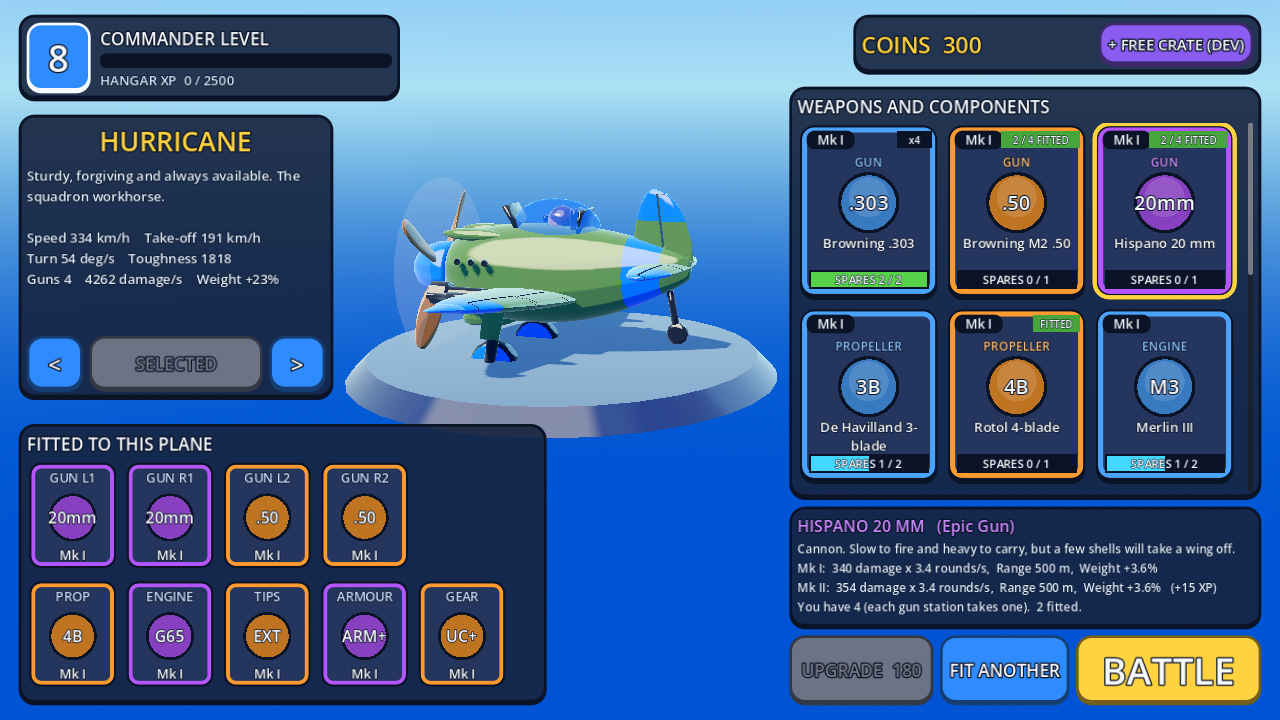 8
COMMANDER LEVEL
HANGAR XP  0 / 2500
COINS  300
+ FREE CRATE (DEV)
HURRICANE
Sturdy, forgiving and always available. The
squadron workhorse.
Speed 334 km/h    Take-off 191 km/h
Turn 54 deg/s    Toughness 1818
Guns 4    4262 damage/s    Weight +23%
<
SELECTED
>
WEAPONS AND COMPONENTS
Mk I
x4
GUN
.303
Browning .303
SPARES 2 / 2
Mk I
2 / 4 FITTED
GUN
.50
Browning M2 .50
SPARES 0 / 1
Mk I
2 / 4 FITTED
GUN
20mm
Hispano 20 mm
SPARES 0 / 1
Mk I
PROPELLER
3B
De Havilland 3-
blade
SPARES 1 / 2
Mk I
FITTED
PROPELLER
4B
Rotol 4-blade
SPARES 0 / 1
Mk I
ENGINE
M3
Merlin III
SPARES 1 / 2
FITTED TO THIS PLANE
GUN L1
20mm
Mk I
GUN R1
20mm
Mk I
GUN L2
.50
Mk I
GUN R2
.50
Mk I
PROP
4B
Mk I
ENGINE
G65
Mk I
TIPS
EXT
Mk I
ARMOUR
ARM+
Mk I
GEAR
UC+
Mk I
HISPANO 20 MM   (Epic Gun)
Cannon. Slow to fire and heavy to carry, but a few shells will take a wing off.
Mk I:  340 damage x 3.4 rounds/s,  Range 500 m,  Weight +3.6%
Mk II:  354 damage x 3.4 rounds/s,  Range 500 m,  Weight +3.6%   (+15 XP)
You have 4 (each gun station takes one).  2 fitted.
UPGRADE  180
FIT ANOTHER
BATTLE